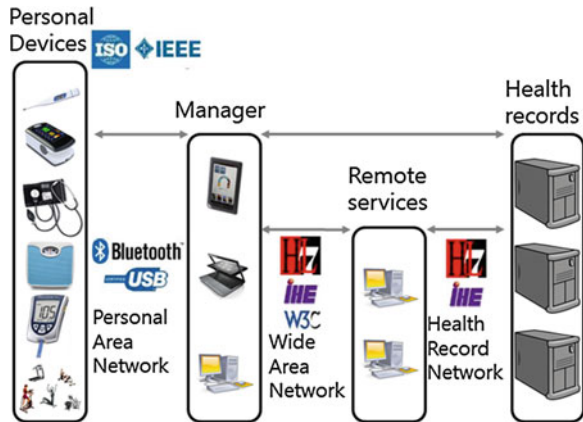 Personal
Devices
ISO
IEEE
Manager
Health
records
Remote
services
Bluetooth
USB
Personal
Area
Network
105
HL7
IHE
W3C
Wide
Area
Network
HL7
IHE
Health
Record
Network